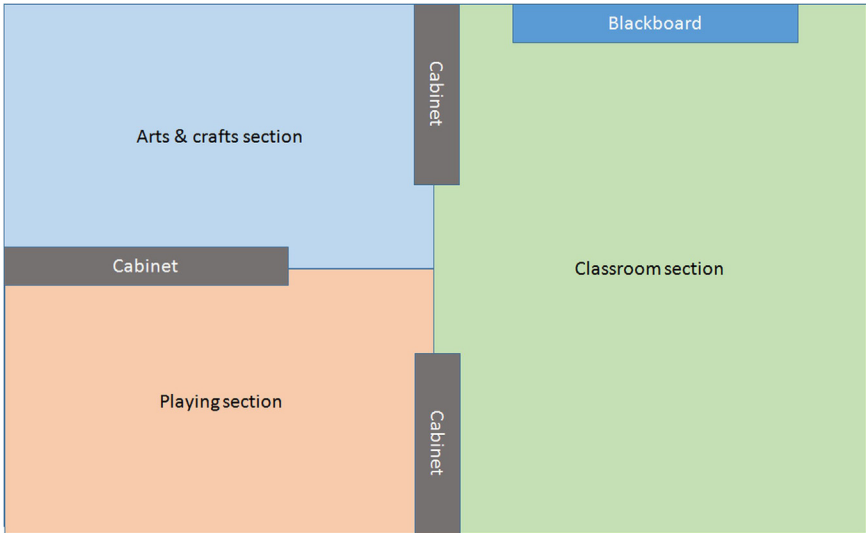 Blackboard
Cabinet
Arts & crafts section
Cabinet
Classroom section
Playing section
Cabinet